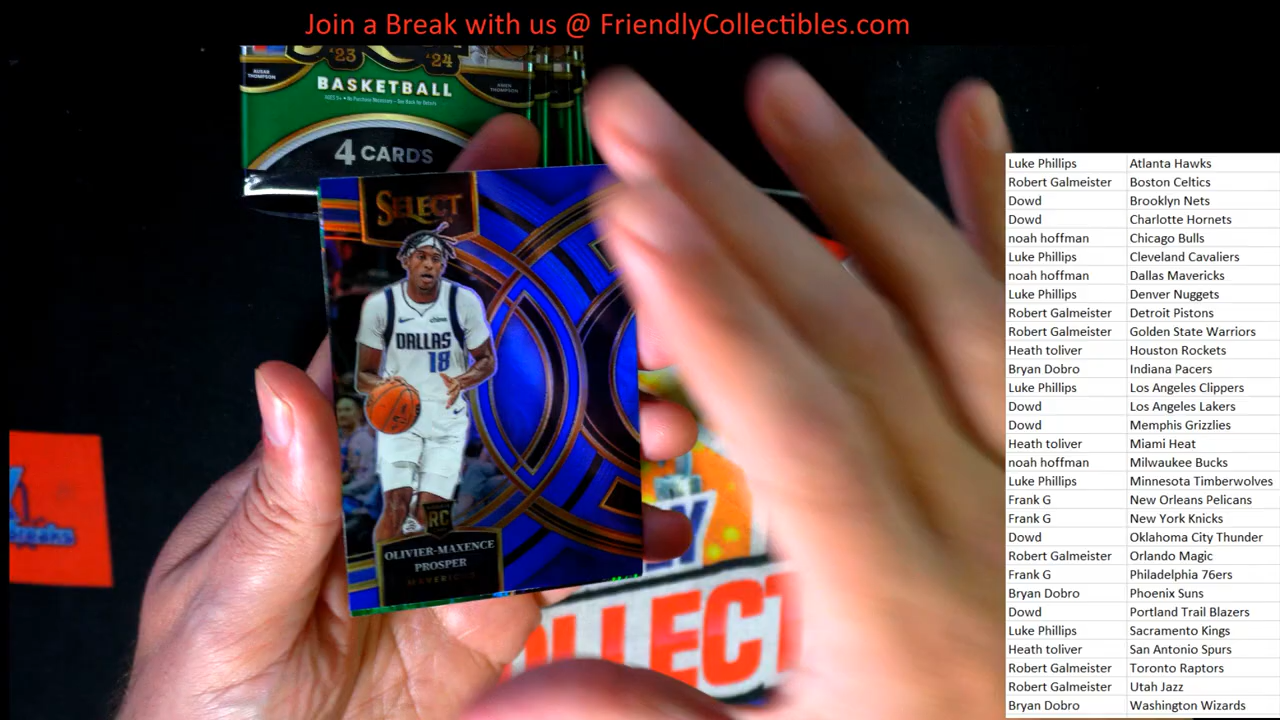 Join a Break with us @ FriendlyCollectibles.com
'23 '24
AUSAR THOMPSON
AMEN THOMPSON
BASKETBALL
4 CARDS
SELECT
chime
DALLAS
18
RC
OLIVIER-MAXENCE
PROSPER
MAVERICKS
COLLECT
Luke Phillips Atlanta Hawks
Robert Galmeister Boston Celtics
Dowd Brooklyn Nets
Dowd Charlotte Hornets
noah hoffman Chicago Bulls
Luke Phillips Cleveland Cavaliers
noah hoffman Dallas Mavericks
Luke Phillips Denver Nuggets
Robert Galmeister Detroit Pistons
Robert Galmeister Golden State Warriors
Heath toliver Houston Rockets
Bryan Dobro Indiana Pacers
Luke Phillips Los Angeles Clippers
Dowd Los Angeles Lakers
Dowd Memphis Grizzlies
Heath toliver Miami Heat
noah hoffman Milwaukee Bucks
Luke Phillips Minnesota Timberwolves
Frank G New Orleans Pelicans
Frank G New York Knicks
Dowd Oklahoma City Thunder
Robert Galmeister Orlando Magic
Frank G Philadelphia 76ers
Bryan Dobro Phoenix Suns
Dowd Portland Trail Blazers
Luke Phillips Sacramento Kings
Heath toliver San Antonio Spurs
Robert Galmeister Toronto Raptors
Robert Galmeister Utah Jazz
Bryan Dobro Washington Wizards